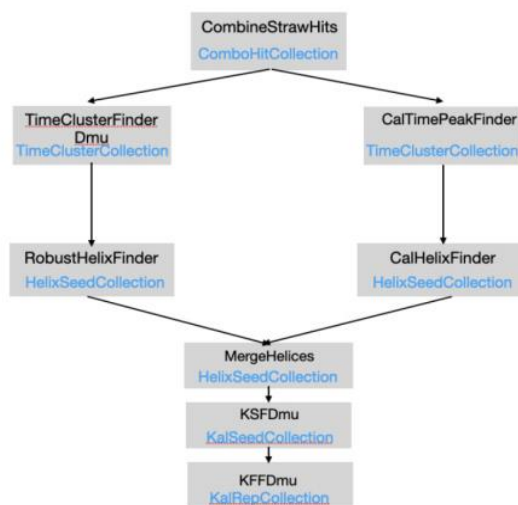 CombineStrawHits
ComboHitCollection
TimeClusterFinder
Dmu
TimeClusterCollection
CalTimePeakFinder
TimeClusterCollection
RobustHelixFinder
HelixSeedCollection
CalHelixFinder
HelixSeedCollection
MergeHelices
HelixSeedCollection
KSFDmu
KalSeedCollection
KFFDmu
KalRepCollection